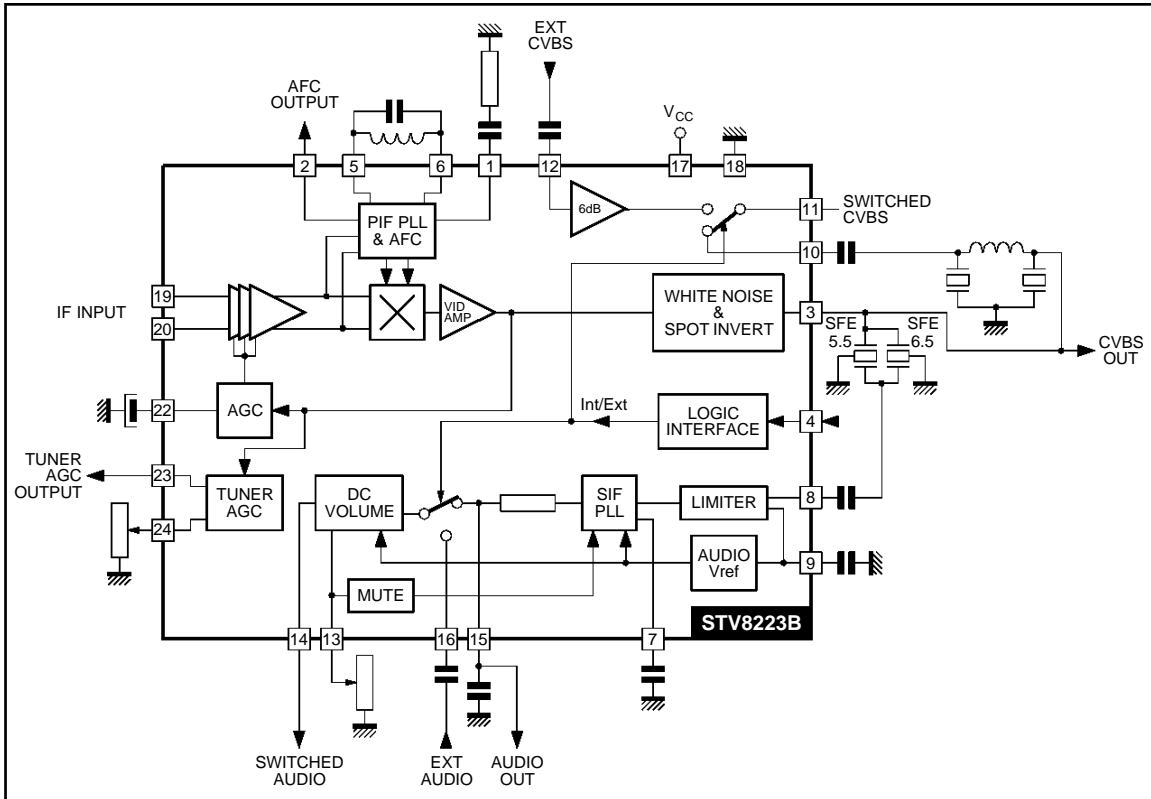 EXT
CVBS
AFC
OUTPUT
VCC
2
5
6
1
12
17
18
6dB
11
SWITCHED
CVBS
PIF PLL
& AFC
10
19
IF INPUT
20
VID
AMP
WHITE NOISE
&
SPOT INVERT
3
SFE
5.5
SFE
6.5
CVBS
OUT
22
AGC
Int/Ext
LOGIC
INTERFACE
4
TUNER
AGC
OUTPUT
23
24
TUNER
AGC
DC
VOLUME
SIF
PLL
LIMITER
8
AUDIO
Vref
9
MUTE
STV8223B
14
13
16
15
7
SWITCHED
AUDIO
EXT
AUDIO
AUDIO
OUT